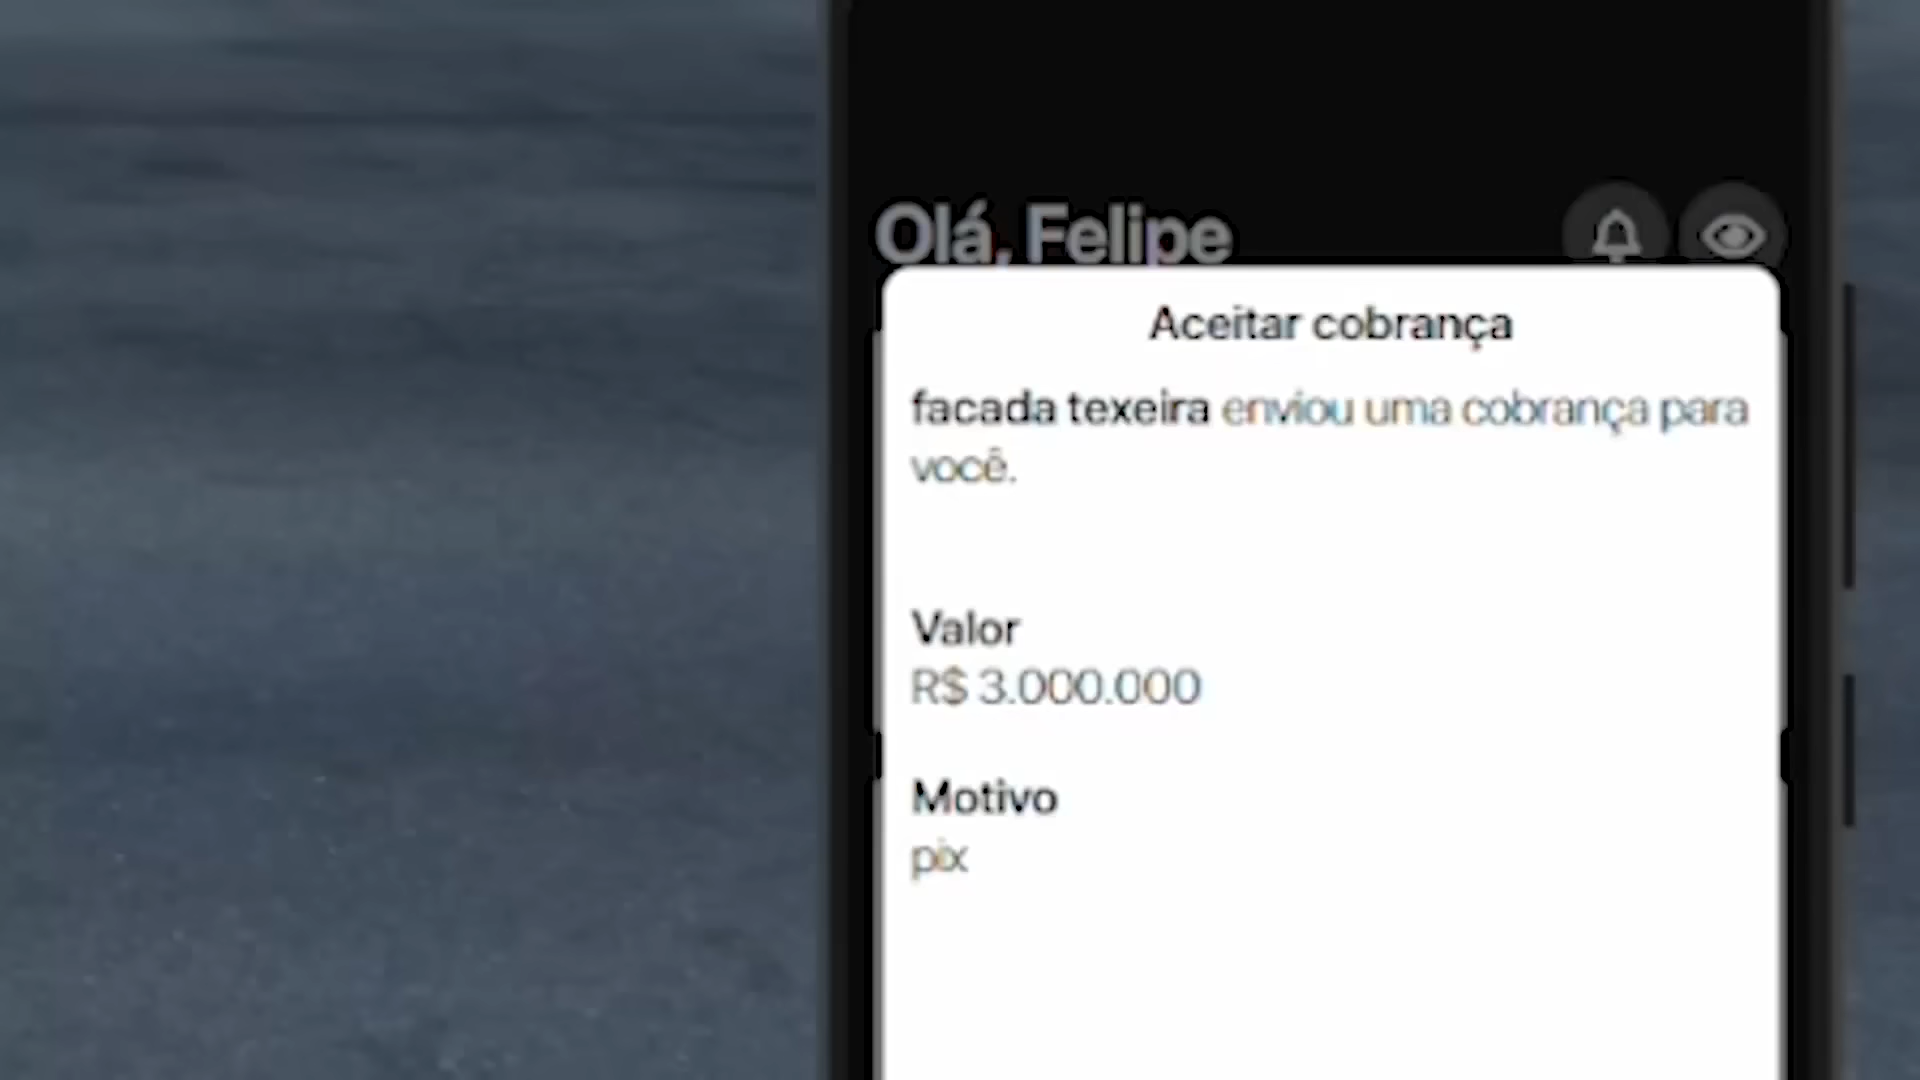 Olá, Felipe
Aceitar cobrança
facada texeira enviou uma cobrança para
você.
Valor
R$ 3.000.000
Motivo
pix